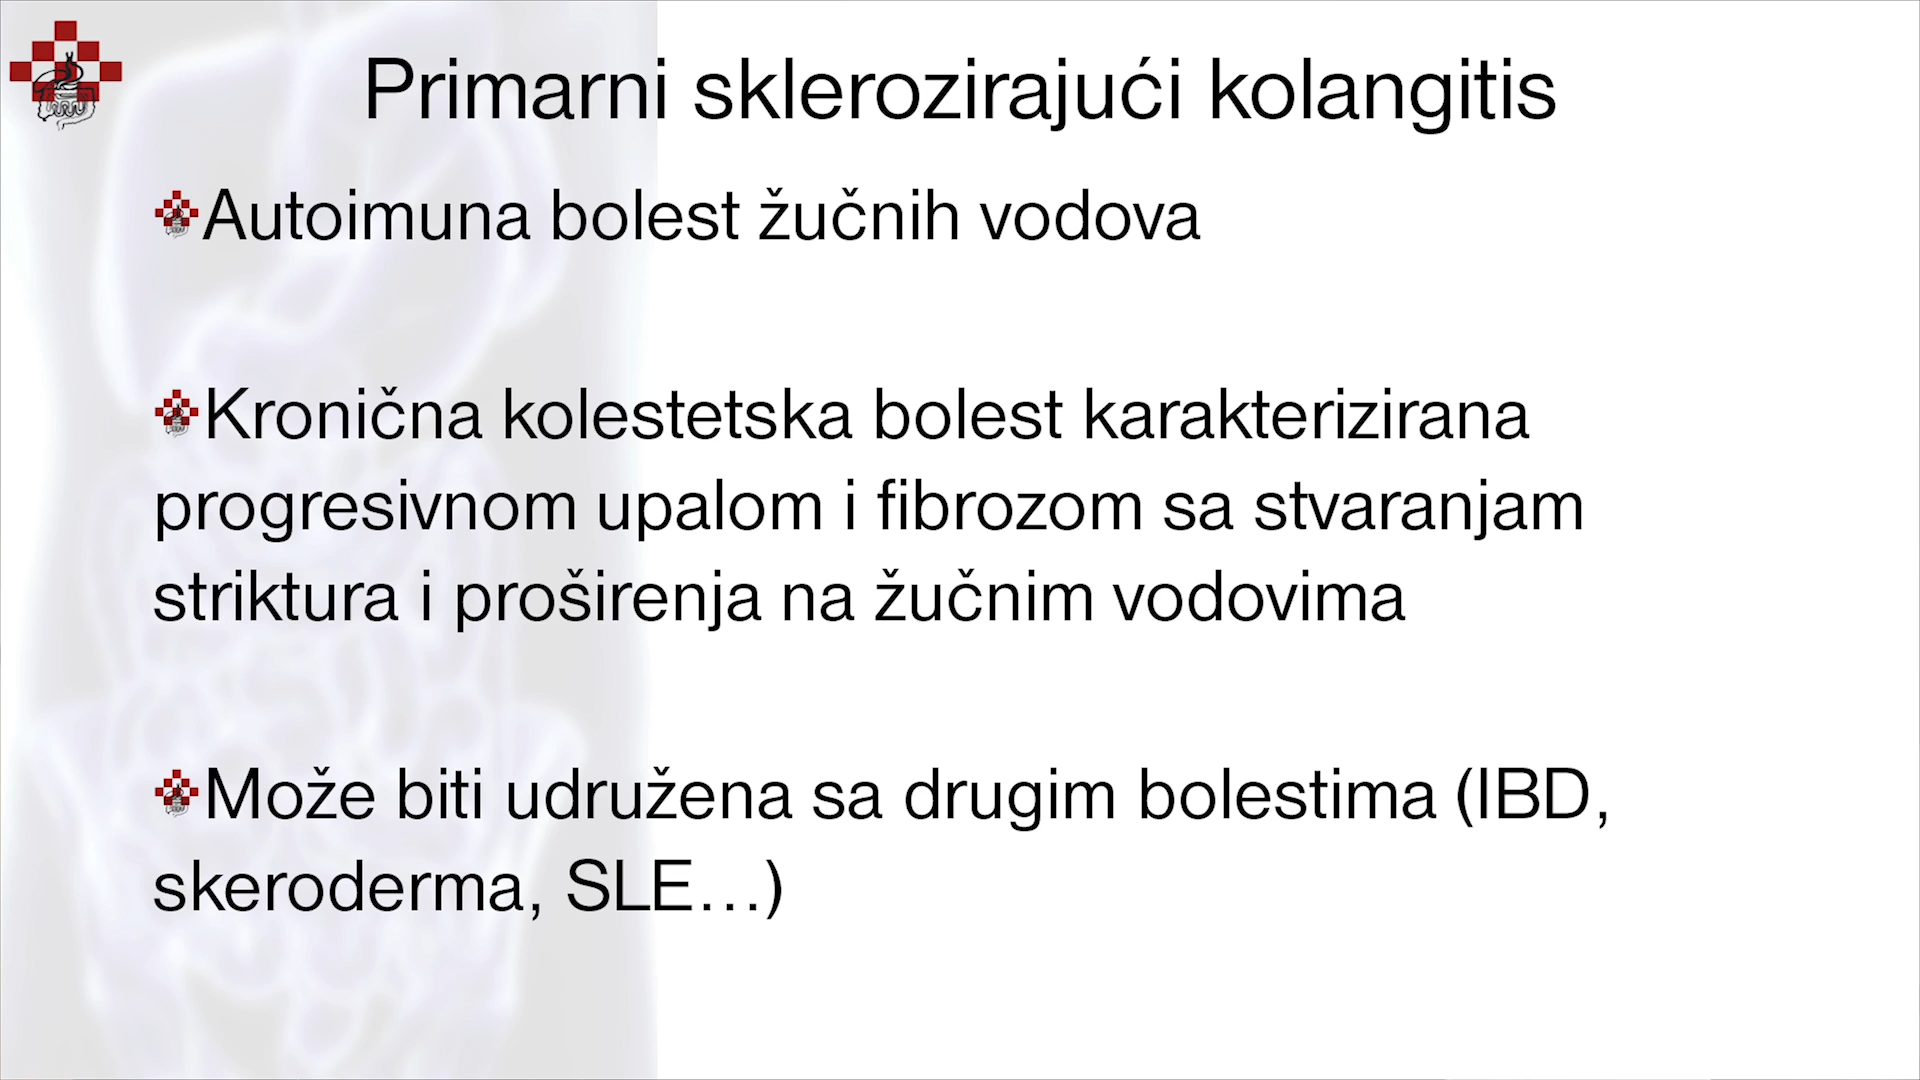 Primarni sklerozirajući kolangitis
Autoimuna bolest žučnih vodova
Kronična kolestetska bolest karakterizirana
progresivnom upalom i fibrozom sa stvaranjam
striktura i proširenja na žučnim vodovima
Može biti udružena sa drugim bolestima (IBD,
skeroderma, SLE…)